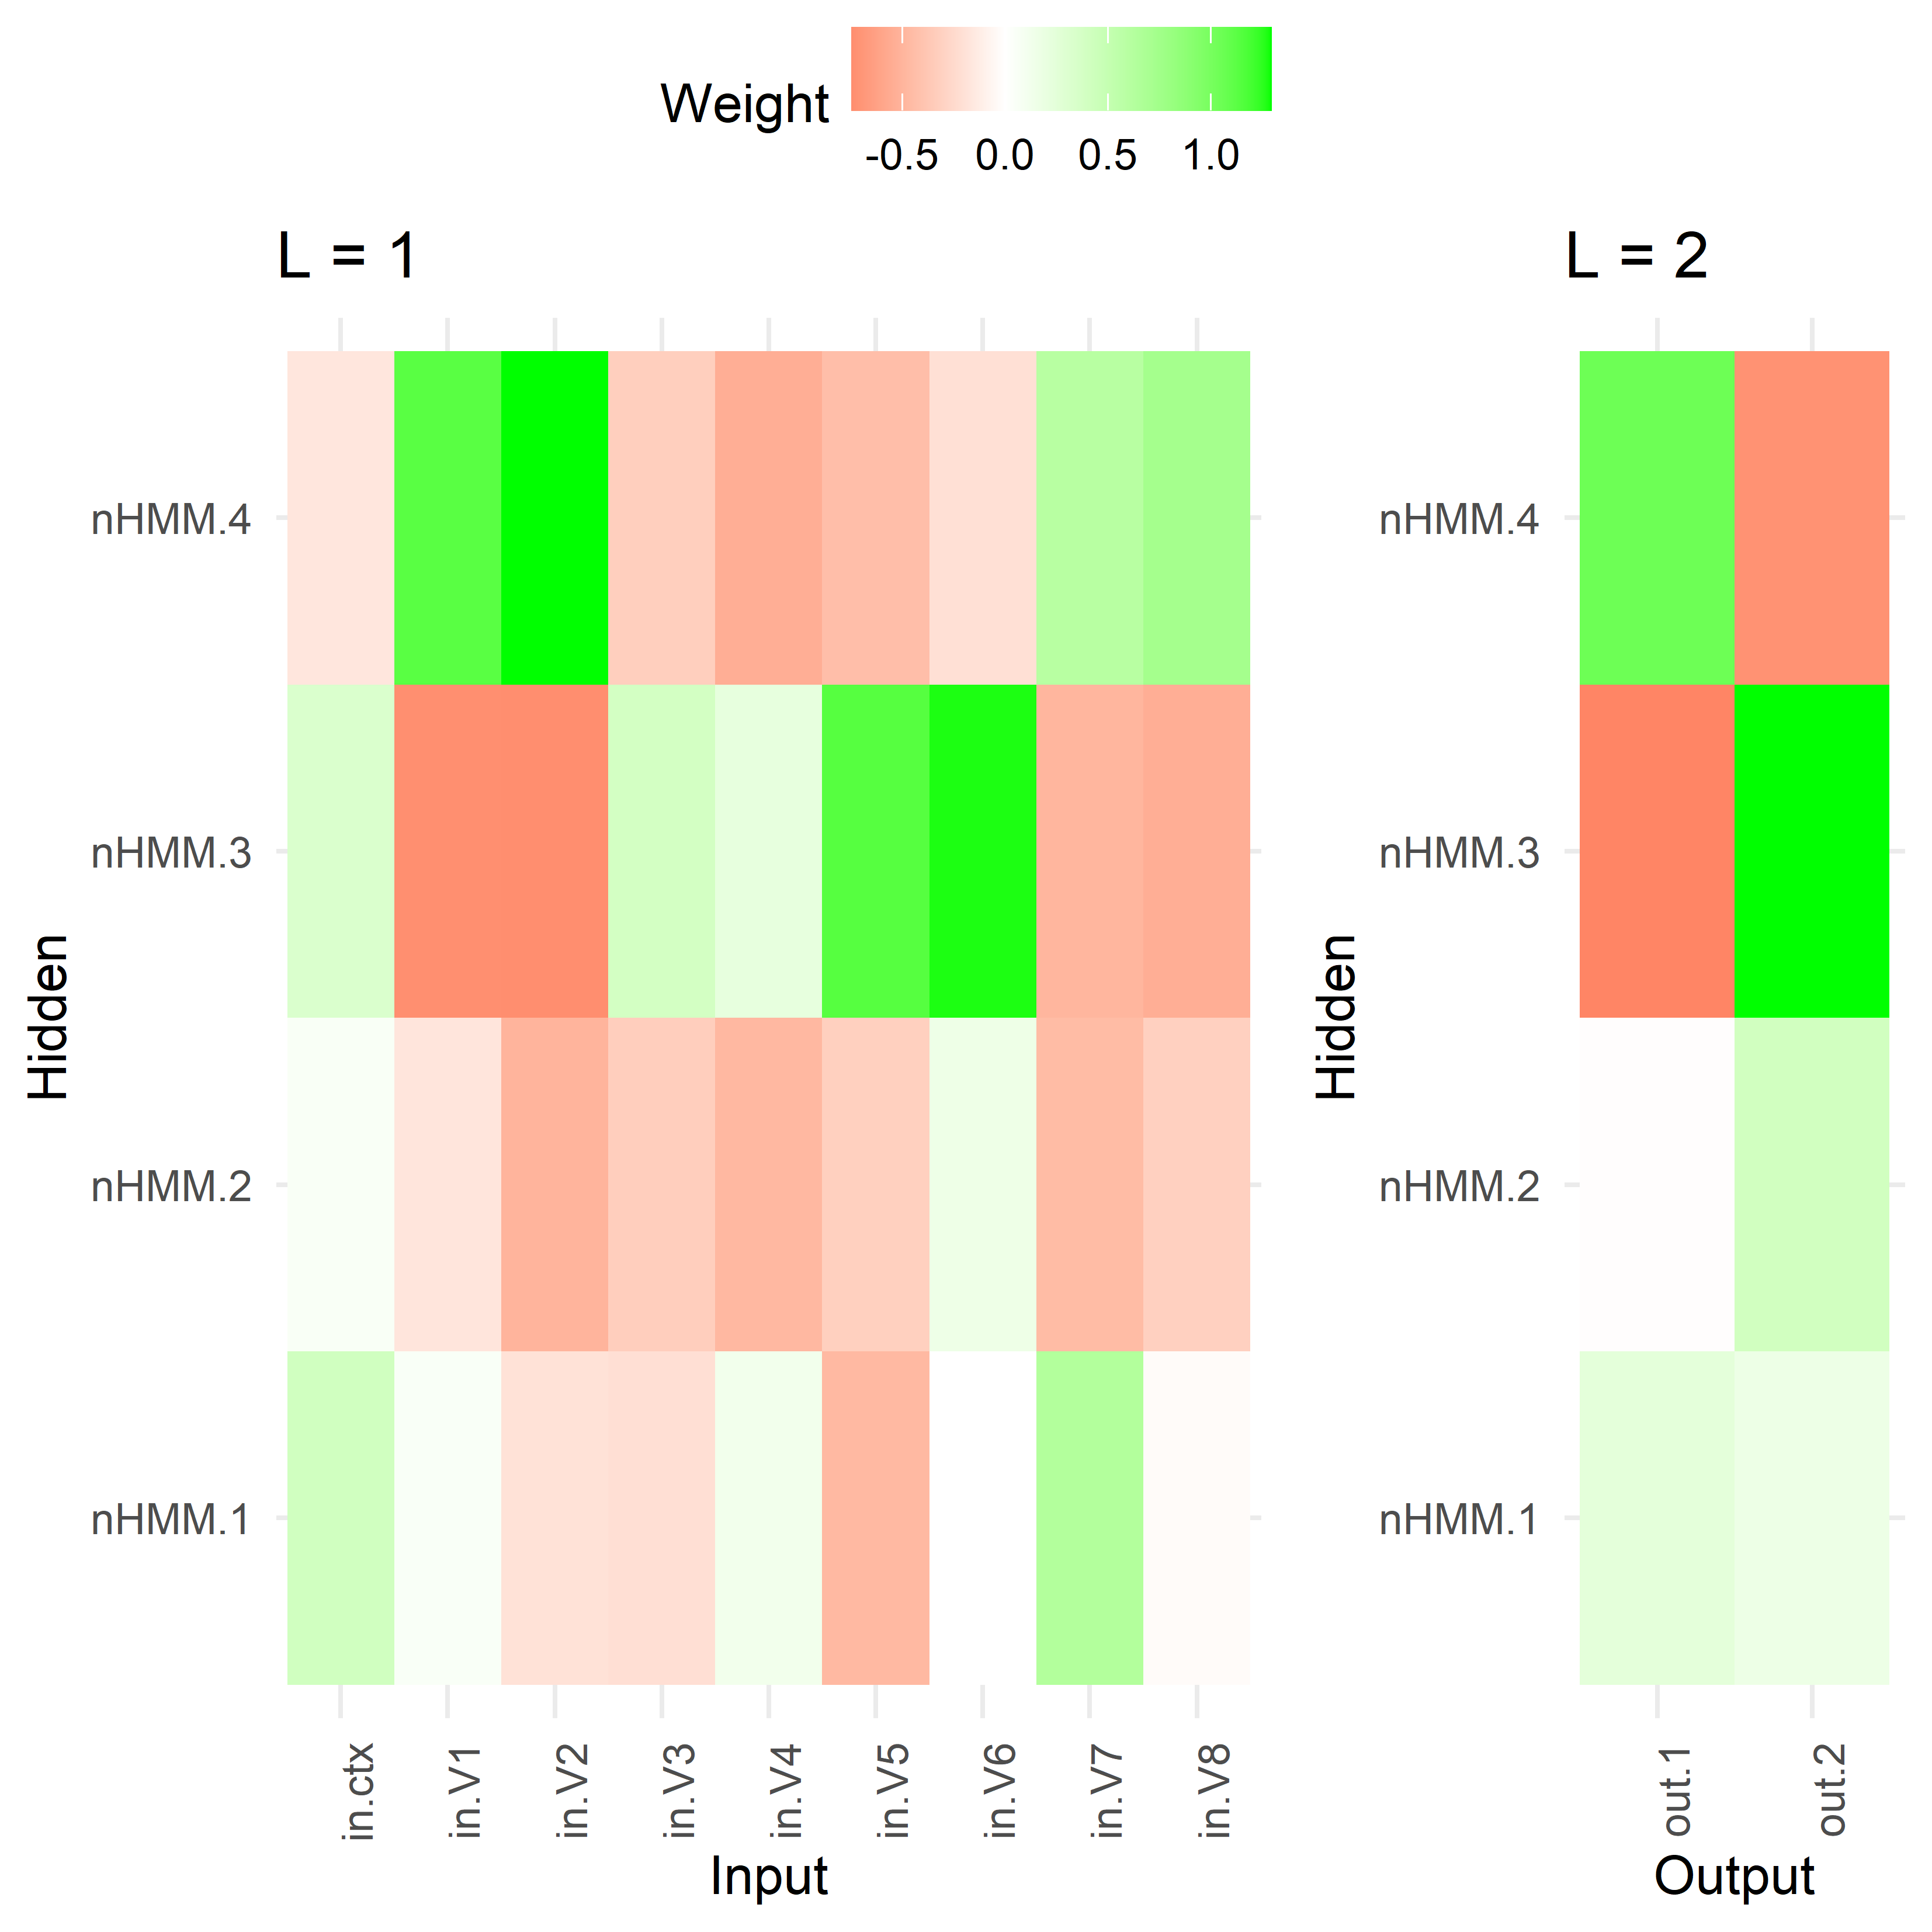 Weight
-0.5 0.0 0.5 1.0
L = 1
L = 2
Hidden
nHMM.4
nHMM.3
nHMM.2
nHMM.1
in.ctx in.V1 in.V2 in.V3 in.V4 in.V5 in.V6 in.V7 in.V8
Input
Hidden
nHMM.4
nHMM.3
nHMM.2
nHMM.1
out.1 out.2
Output